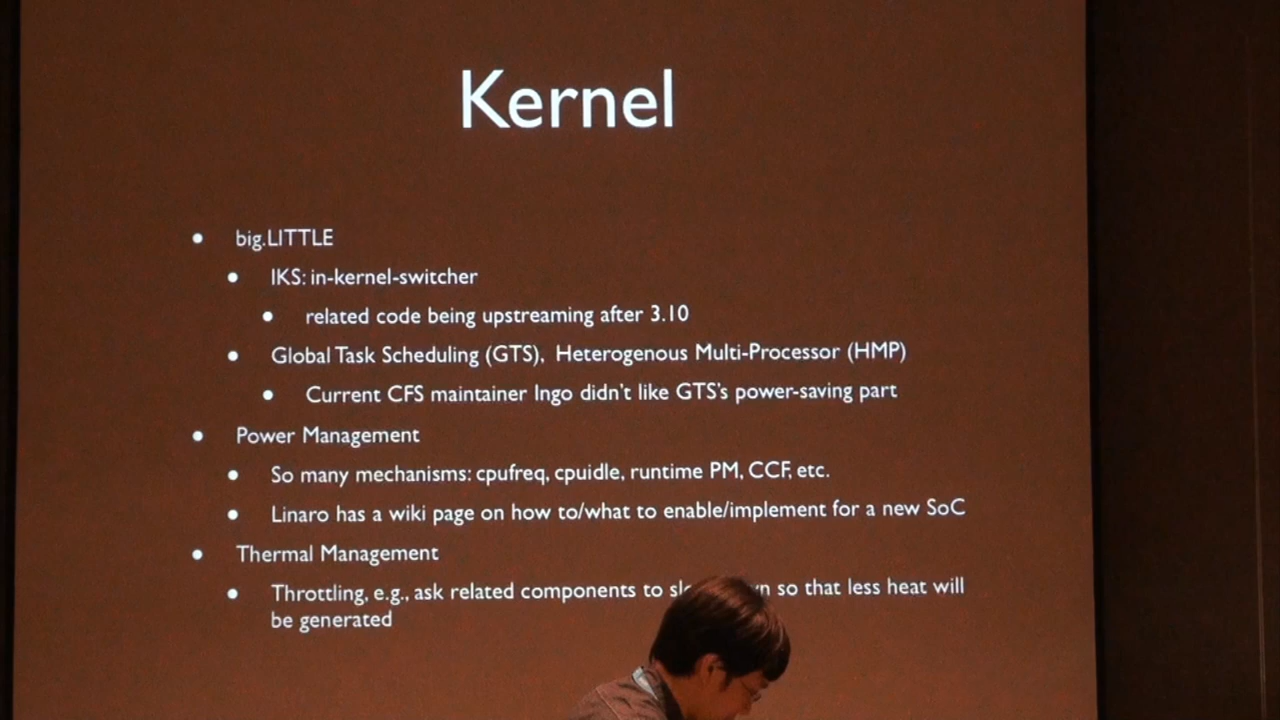 Kernel
• big.LITTLE
• IKS: in-kernel-switcher
• related code being upstreaming after 3.10
• Global Task Scheduling (GTS), Heterogenous Multi-Processor (HMP)
• Current CFS maintainer Ingo didn't like GTS's power-saving part
• Power Management
• So many mechanisms: cpufreq, cpuidle, runtime PM, CCF, etc.
• Linaro has a wiki page on how to/what to enable/implement for a new SoC
• Thermal Management
• Throttling, e.g., ask related components to so that less heat will
be generated